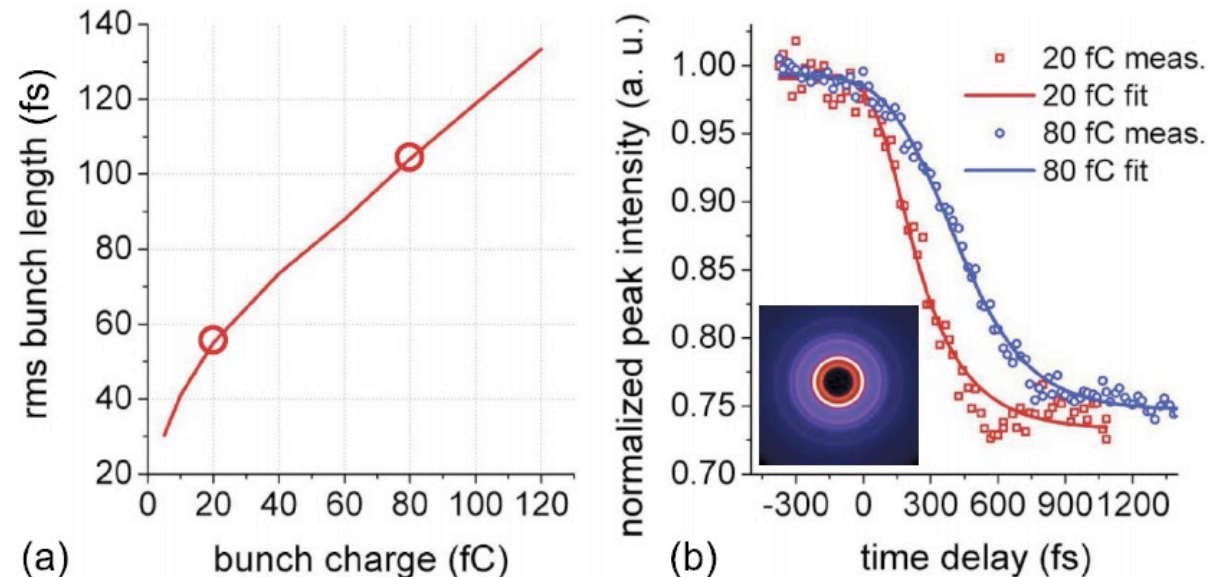 140
120
100
80
60
40
20
0 20 40 60 80 100 120
rms bunch length (fs)
bunch charge (fC)
(a)
1.00
0.95
0.90
0.85
0.80
0.75
0.70
-300 0 300 600 900 1200
normalized peak intensity (a. u.)
time delay (fs)
(b)
20 fC meas.
20 fC fit
80 fC meas.
80 fC fit